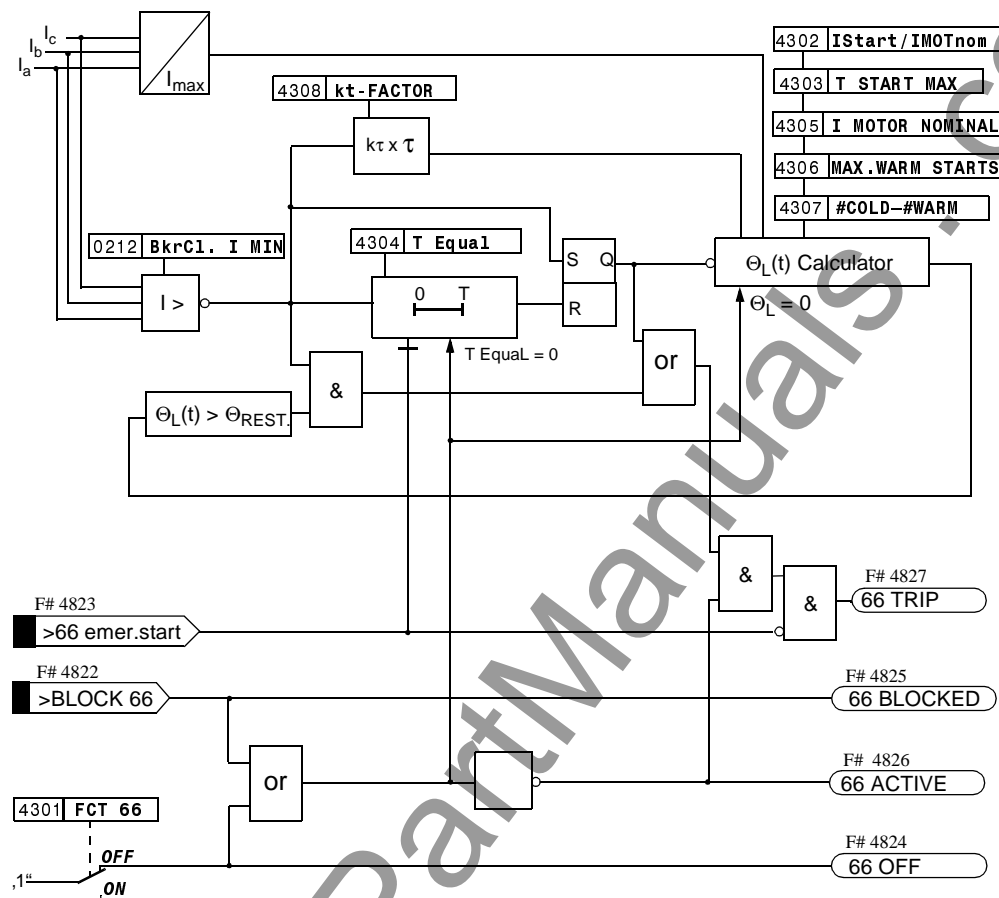 Ic
Ib
Ia
Imax
4302 IStart/IMOTnom
4303 T START MAX
4305 I MOTOR NOMINAL
4306 MAX.WARM STARTS
4307 #COLD–#WARM
4308 kt-FACTOR
kτ x τ
0212 BkrCl. I MIN
I >
4304 T Equal
0 T
S Q
R
ΘL(t) Calculator
ΘL = 0
T EquaL = 0
or
&
ΘL(t) > ΘREST.
&
&
F# 4827
66 TRIP
F# 4823
>66 emer.start
F# 4822
>BLOCK 66
F# 4825
66 BLOCKED
or
F# 4826
66 ACTIVE
4301 FCT 66
OFF
F# 4824
66 OFF
‚1“
ON
PartManuals . co